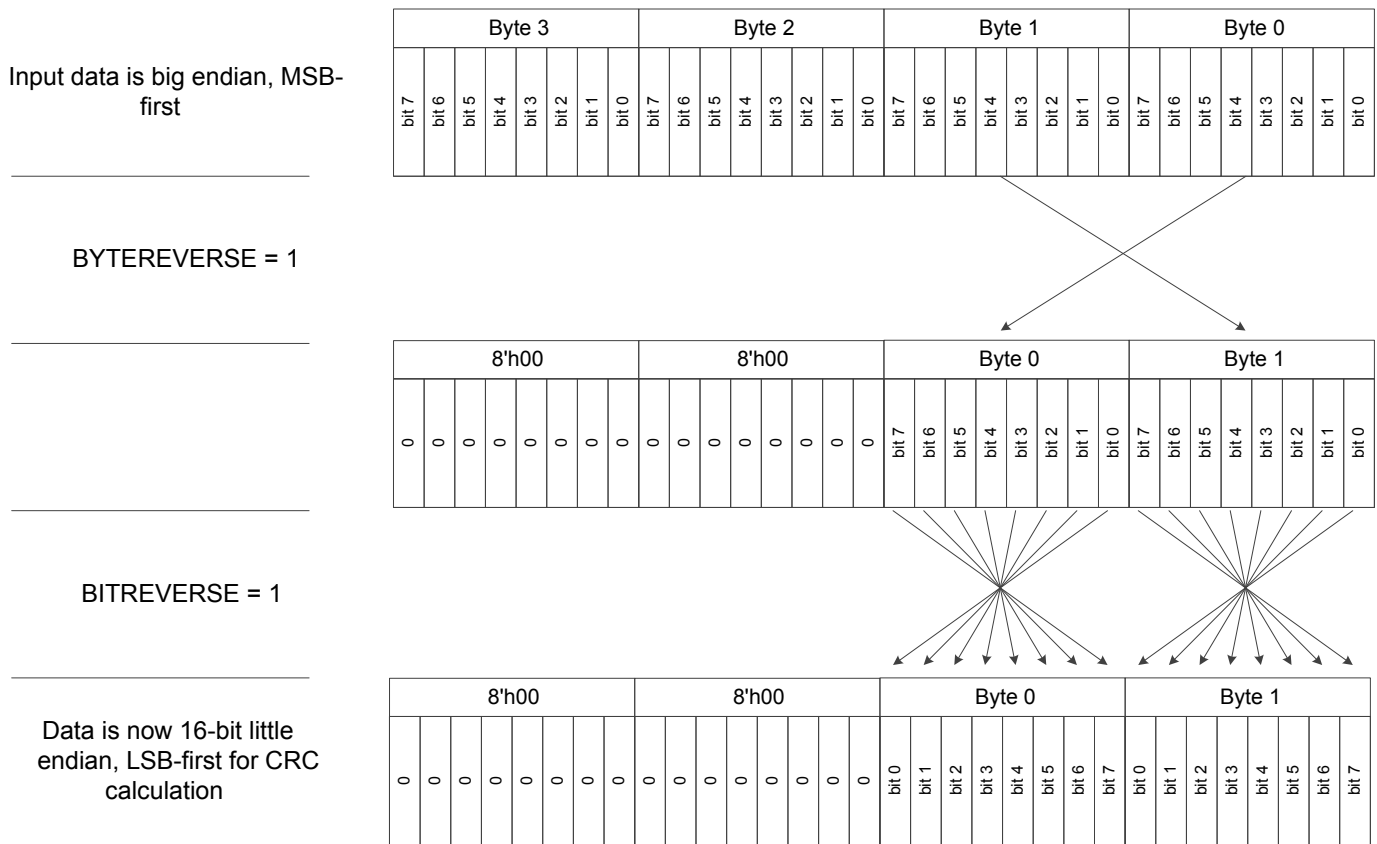 Byte 3 Byte 2 Byte 1 Byte 0
Input data is big endian, MSB-
first
bit 7 bit 6 bit 5 bit 4 bit 3 bit 2 bit 1 bit 0 bit 7 bit 6 bit 5 bit 4 bit 3 bit 2 bit 1 bit 0 bit 7 bit 6 bit 5 bit 4 bit 3 bit 2 bit 1 bit 0 bit 7 bit 6 bit 5 bit 4 bit 3 bit 2 bit 1 bit 0
BYTEREVERSE = 1
8'h00 8'h00 Byte 0 Byte 1
0 0 0 0 0 0 0 0 0 0 0 0 0 0 0 0 bit 7 bit 6 bit 5 bit 4 bit 3 bit 2 bit 1 bit 0 bit 7 bit 6 bit 5 bit 4 bit 3 bit 2 bit 1 bit 0
BITREVERSE = 1
8'h00 8'h00 Byte 0 Byte 1
Data is now 16-bit little
endian, LSB-first for CRC
calculation
0 0 0 0 0 0 0 0 0 0 0 0 0 0 0 0 bit 0 bit 1 bit 2 bit 3 bit 4 bit 5 bit 6 bit 7 bit 0 bit 1 bit 2 bit 3 bit 4 bit 5 bit 6 bit 7